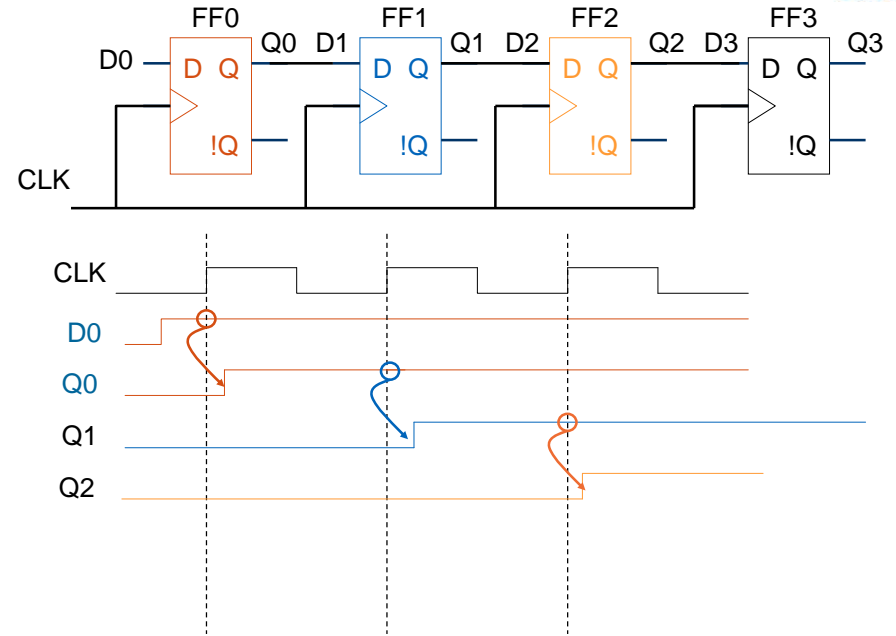 FF0 FF1 FF2 FF3
D0 Q0 D1 Q1 D2 Q2 D3 Q3
D Q D Q D Q D Q
!Q !Q !Q !Q
CLK
CLK
D0
Q0
Q1
Q2